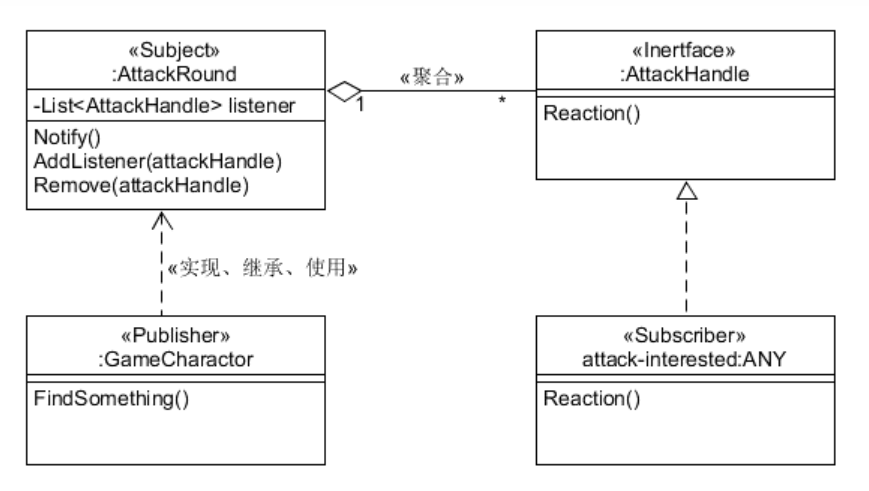 «Subject»
:AttackRound
-List<AttackHandle> listener
Notify()
AddListener(attackHandle)
Remove(attackHandle)
«聚合»
1
*
«Inertface»
:AttackHandle
Reaction()
«实现、继承、使用»
«Publisher»
:GameCharactor
FindSomething()
«Subscriber»
attack-interested:ANY
Reaction()